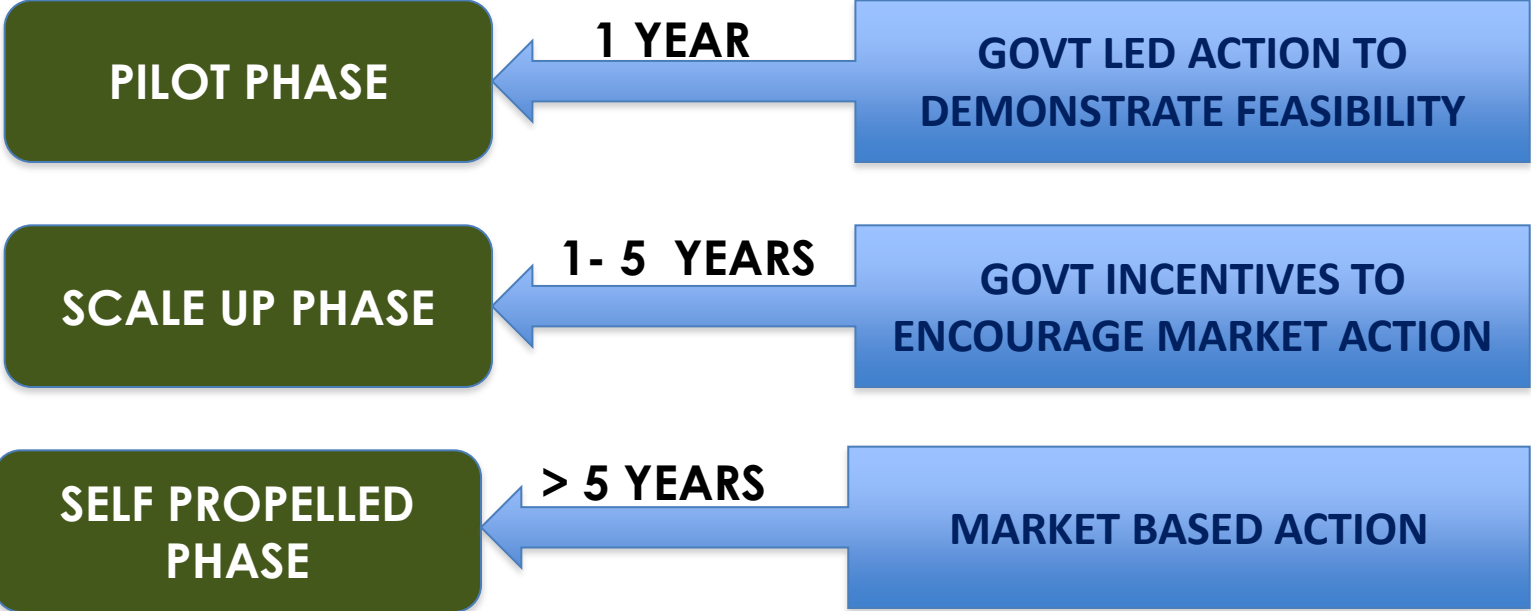 PILOT PHASE
1 YEAR
GOVT LED ACTION TO
DEMONSTRATE FEASIBILITY
SCALE UP PHASE
1- 5 YEARS
GOVT INCENTIVES TO
ENCOURAGE MARKET ACTION
SELF PROPELLED
PHASE
> 5 YEARS
MARKET BASED ACTION